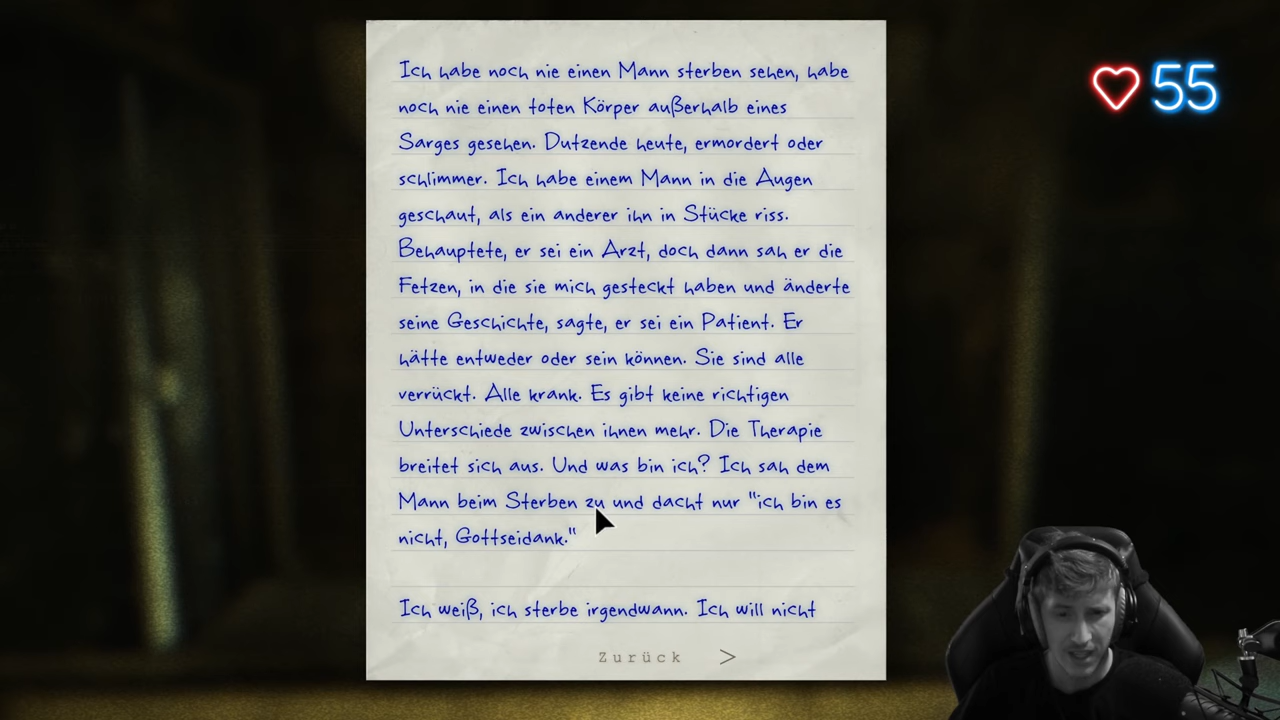 Ich habe noch nie einen Mann sterben sehen, habe
noch nie einen toten Körper außerhalb eines
Sarges gesehen. Dutzende heute, ermordert oder
schlimmer. Ich habe einem Mann in die Augen
geschaut, als ein anderer ihn in Stücke riss.
Behauptete, er sei ein Arzt, doch dann sah er die
Fetzen, in die sie mich gesteckt haben und änderte
seine Geschichte, sagte, er sei ein Patient. Er
hätte entweder oder sein können. Sie sind alle
verrückt. Alle krank. Es gibt keine richtigen
Unterschiede zwischen ihnen mehr. Die Therapie
breitet sich aus. Und was bin ich? Ich sah dem
Mann beim Sterben zu und dacht nur "ich bin es
nicht, Gottseidank."
Ich weiß, ich sterbe irgendwann. Ich will nicht
Zurück >
55